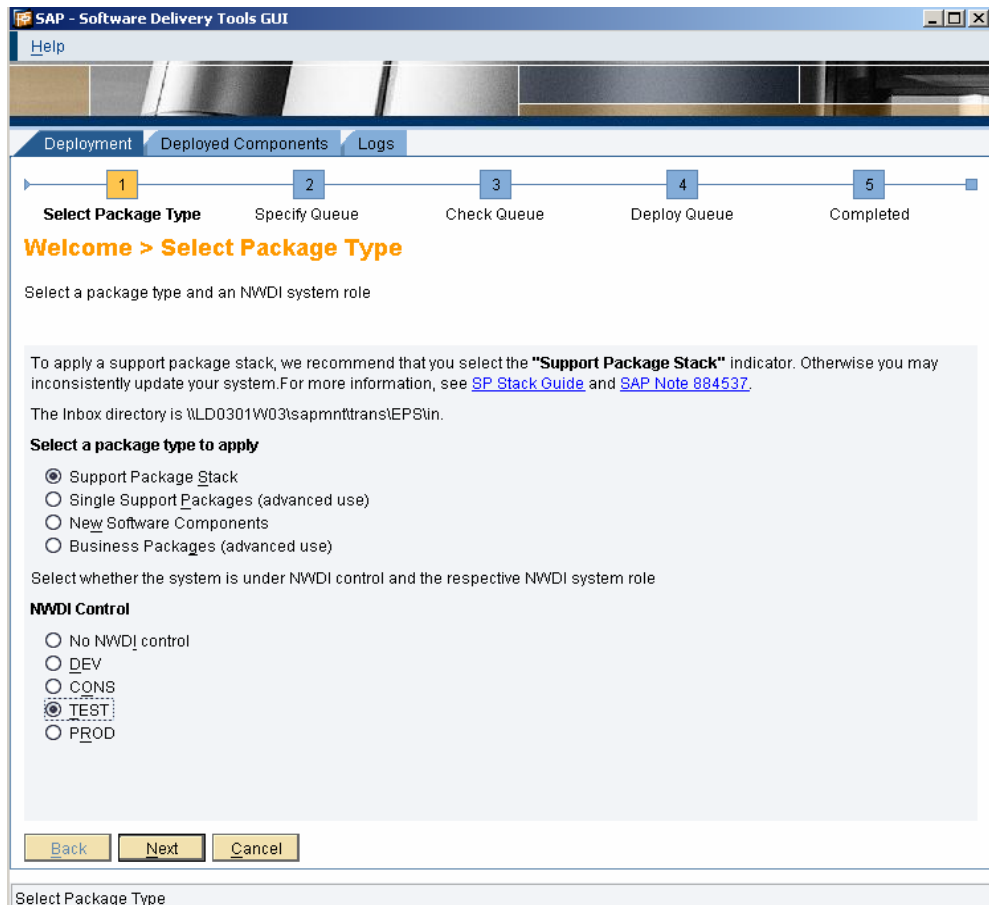 SAP - Software Delivery Tools GUI
Help
Deployment Deployed Components Logs
1 2 3 4 5
Select Package Type Specify Queue Check Queue Deploy Queue Completed
Welcome > Select Package Type
Select a package type and an NWDI system role
To apply a support package stack, we recommend that you select the "Support Package Stack" indicator. Otherwise you may
inconsistently update your system.For more information, see SP Stack Guide and SAP Note 884537.
The Inbox directory is \\LD0301W03\sapmnt\trans\EPS\in.
Select a package type to apply
Support Package Stack
Single Support Packages (advanced use)
New Software Components
Business Packages (advanced use)
Select whether the system is under NWDI control and the respective NWDI system role
NWDI Control
No NWDI control
DEV
CONS
TEST
PROD
Back Next Cancel
Select Package Type